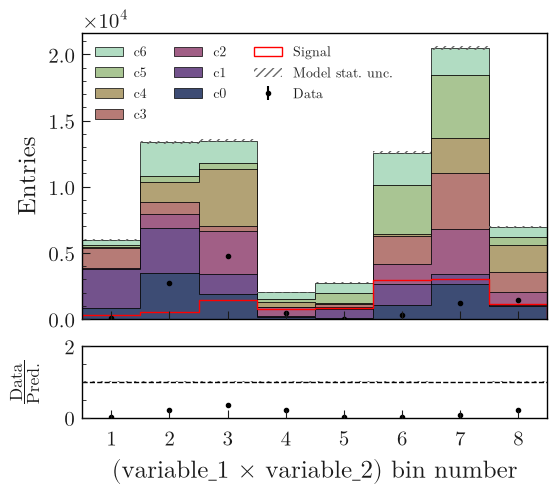 ×10⁴
2.0
1.5
1.0
0.5
0.0
Entries
c6
c5
c4
c3
c2
c1
c0
Signal
Model stat. unc.
Data
2
1
0
Data
Pred.
1 2 3 4 5 6 7 8
(variable_1 × variable_2) bin number